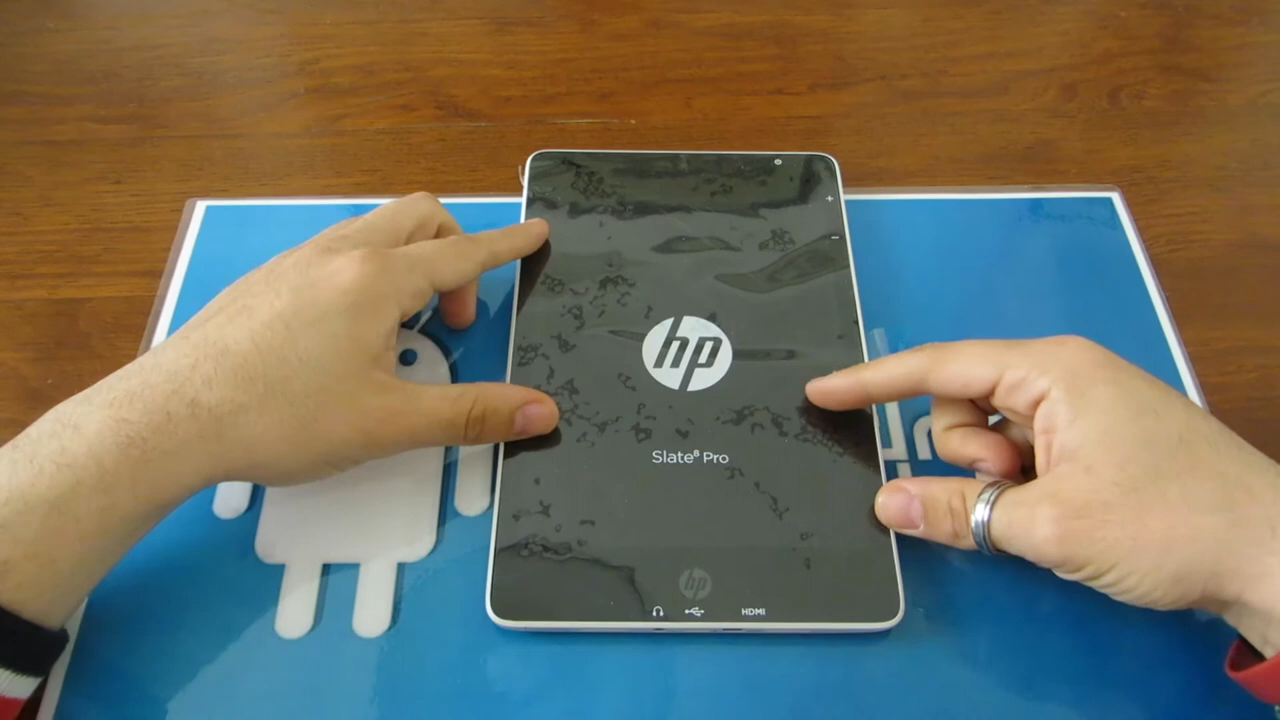 +
-
hp
Slate⁸ Pro
hp
HDMI